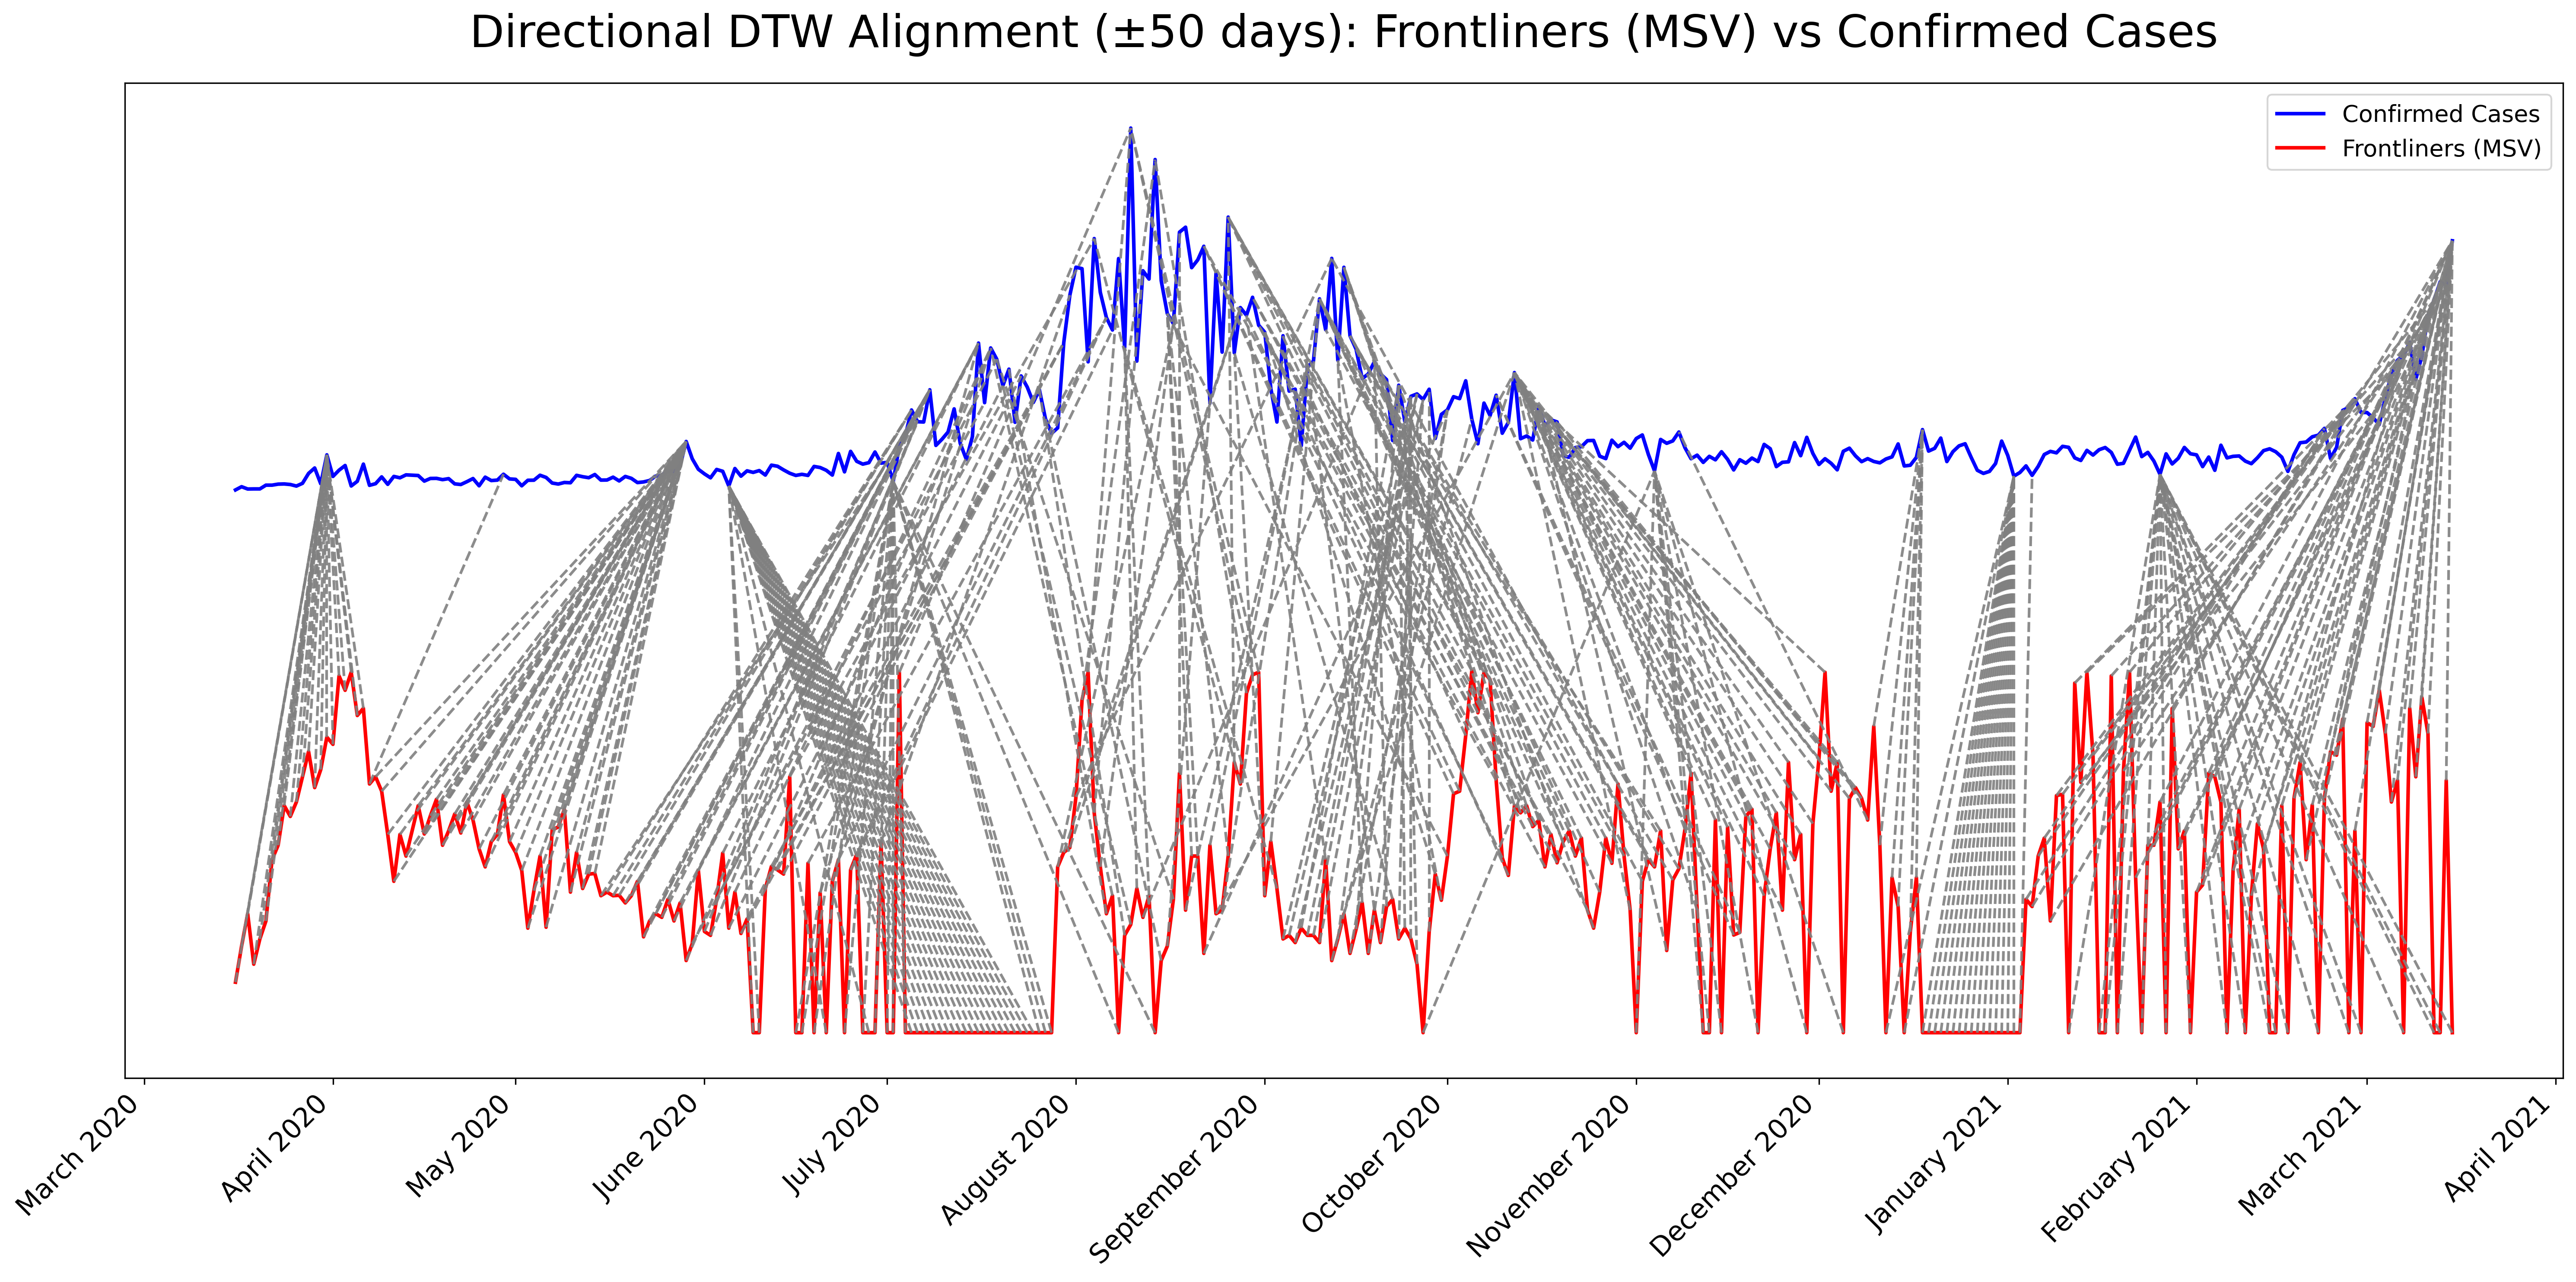 Directional DTW Alignment (±50 days): Frontliners (MSV) vs Confirmed Cases
Confirmed Cases
Frontliners (MSV)
March 2020
April 2020
May 2020
June 2020
July 2020
August 2020
September 2020
October 2020
November 2020
December 2020
January 2021
February 2021
March 2021
April 2021